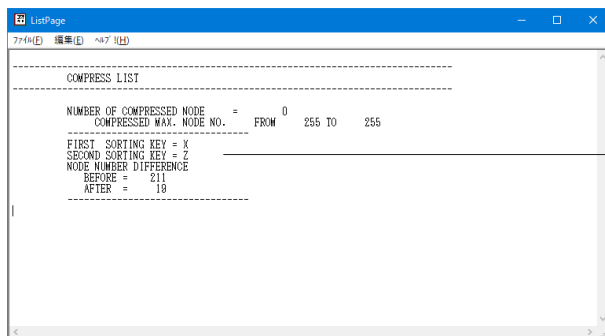 ListPage
ファイル(F) 編集(E) ヘルプ!(H)
--------------------------------------------------------------------------------
COMPRESS LIST
--------------------------------------------------------------------------------
NUMBER OF COMPRESSED NODE = 0
COMPRESSED MAX. NODE NO. FROM 255 TO 255
---------------------------------
FIRST SORTING KEY = X
SECOND SORTING KEY = Z
NODE NUMBER DIFFERENCE
BEFORE = 211
AFTER = 19
---------------------------------